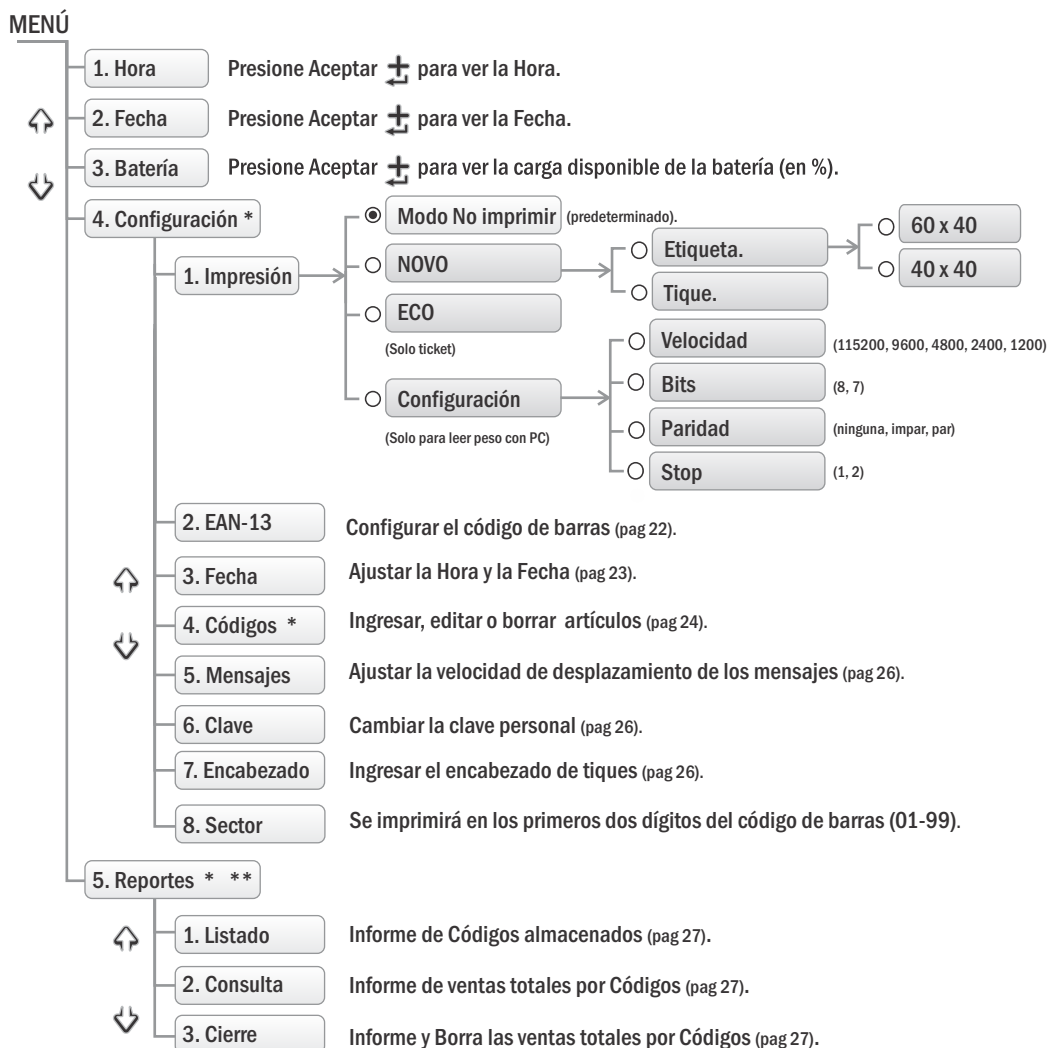 MENÚ
1. Hora Presione Aceptar para ver la Hora.
2. Fecha Presione Aceptar para ver la Fecha.
3. Batería Presione Aceptar para ver la carga disponible de la batería (en %).
4. Configuración *
1. Impresión
Modo No imprimir (predeterminado).
NOVO
Etiqueta.
60 x 40
40 x 40
Tique.
ECO
(Solo ticket)
Configuración
(Solo para leer peso con PC)
Velocidad (115200, 9600, 4800, 2400, 1200)
Bits (8, 7)
Paridad (ninguna, impar, par)
Stop (1, 2)
2. EAN-13 Configurar el código de barras (pag 22).
3. Fecha Ajustar la Hora y la Fecha (pag 23).
4. Códigos * Ingresar, editar o borrar artículos (pag 24).
5. Mensajes Ajustar la velocidad de desplazamiento de los mensajes (pag 26).
6. Clave Cambiar la clave personal (pag 26).
7. Encabezado Ingresar el encabezado de tiques (pag 26).
8. Sector Se imprimirá en los primeros dos dígitos del código de barras (01-99).
5. Reportes * **
1. Listado Informe de Códigos almacenados (pag 27).
2. Consulta Informe de ventas totales por Códigos (pag 27).
3. Cierre Informe y Borra las ventas totales por Códigos (pag 27).